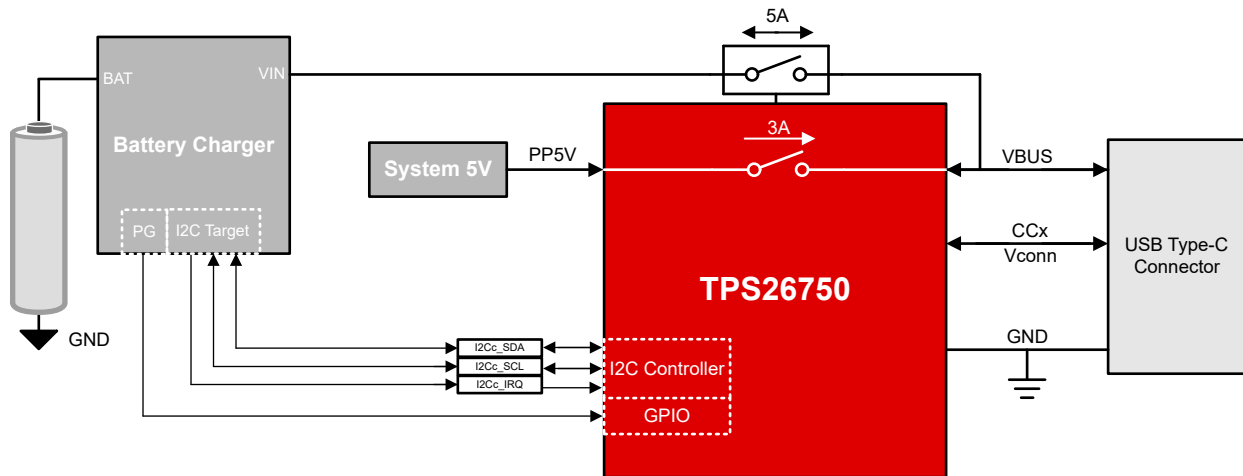 5A
BAT
VIN
Battery Charger
3A
System 5V
PP5V
VBUS
PG
I2C Target
CCx
Vconn
USB Type-C
Connector
TPS26750
GND
GND
I2Cc_SDA
I2Cc_SCL
I2Cc_IRQ
I2C Controller
GPIO